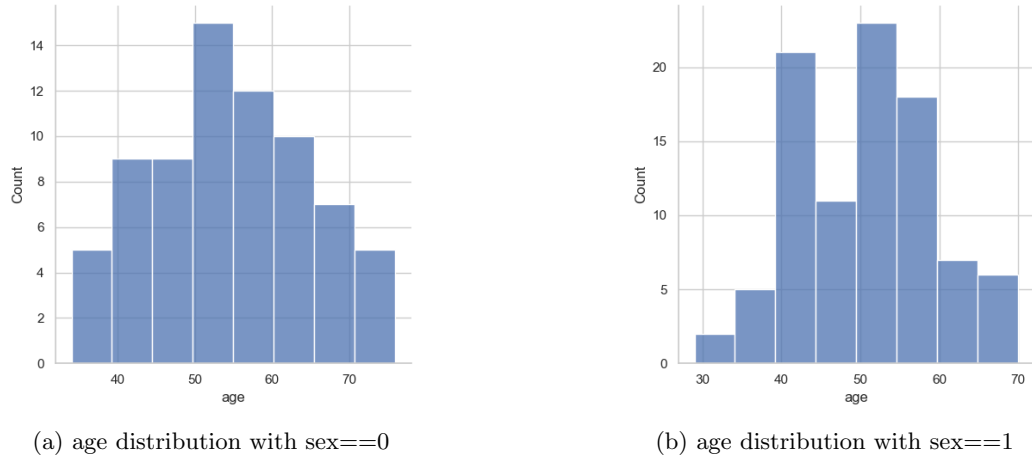 14
12
10
8
6
4
2
0
Count
40 50 60 70
age
(a) age distribution with sex==0
20
15
10
5
0
Count
30 40 50 60 70
age
(b) age distribution with sex==1